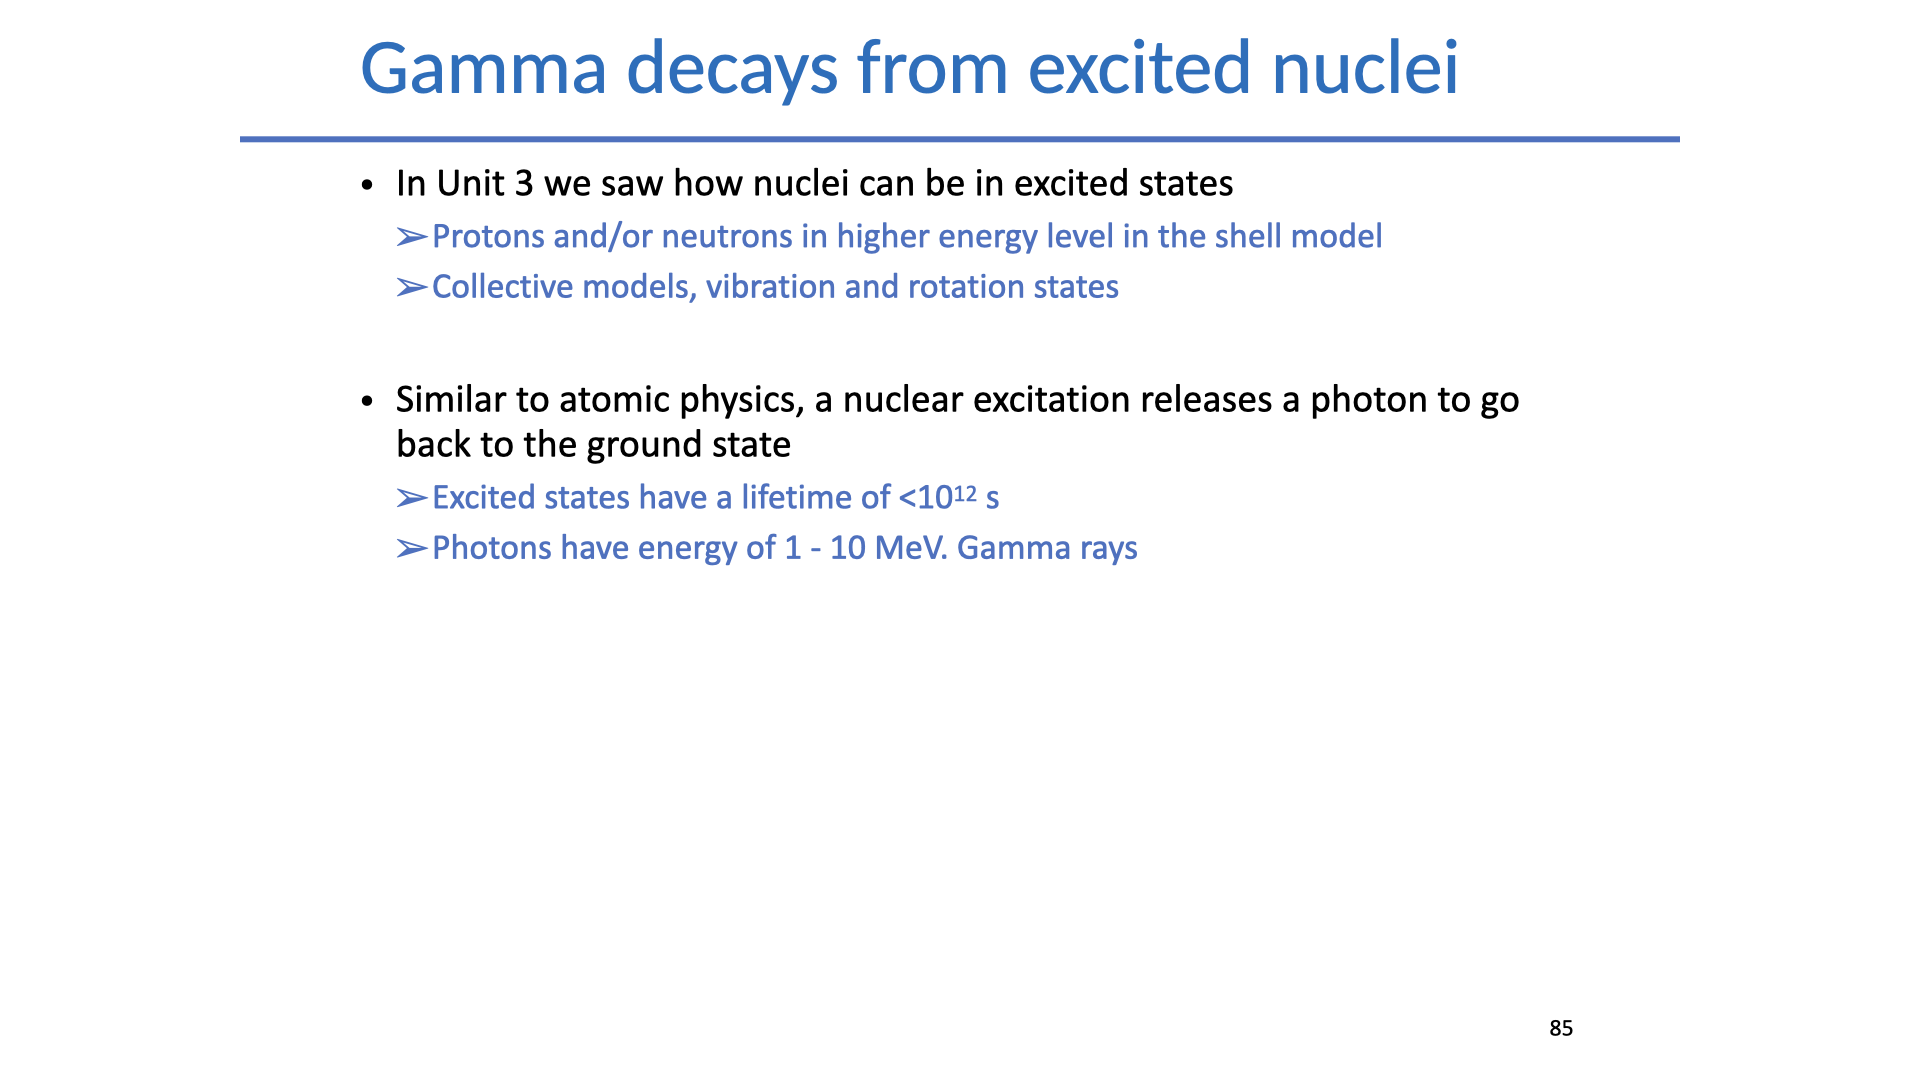 Gamma decays from excited nuclei
• In Unit 3 we saw how nuclei can be in excited states
➢Protons and/or neutrons in higher energy level in the shell model
➢Collective models, vibration and rotation states
• Similar to atomic physics, a nuclear excitation releases a photon to go
back to the ground state
➢Excited states have a lifetime of <10¹² s
➢Photons have energy of 1 - 10 MeV. Gamma rays
85